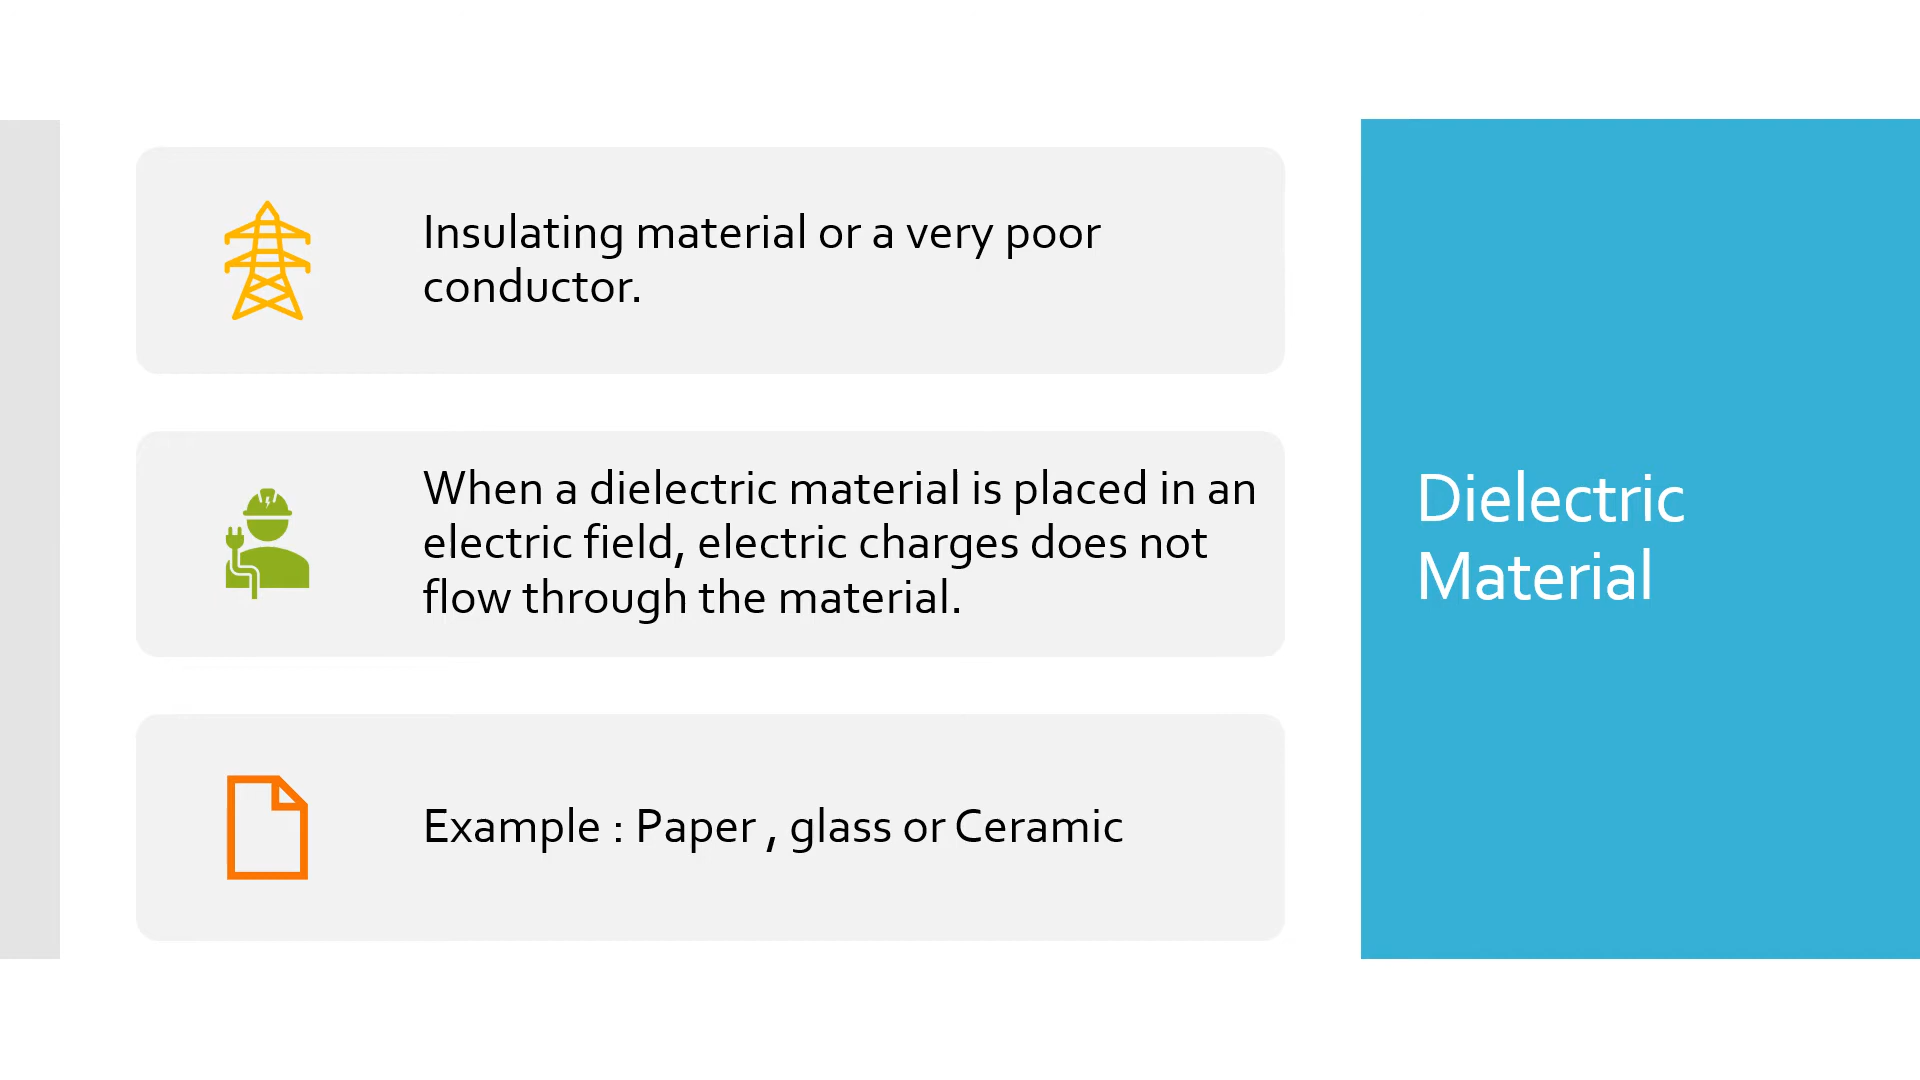 Insulating material or a very poor
conductor.
When a dielectric material is placed in an
electric field, electric charges does not
flow through the material.
Example : Paper , glass or Ceramic
Dielectric
Material